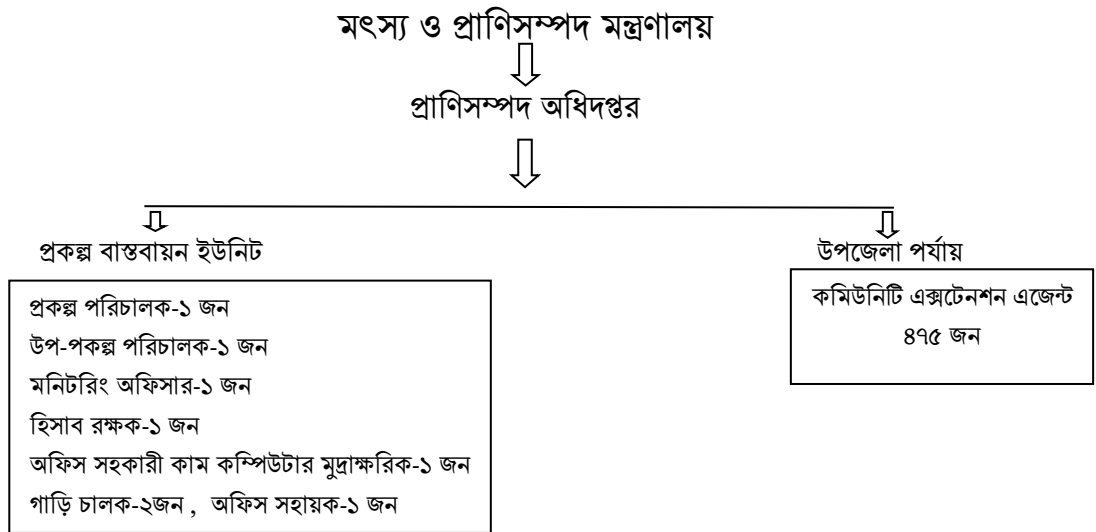 মৎস্য ও প্রাণিসম্পদ মন্ত্রণালয়
প্রাণিসম্পদ অধিদপ্তর
প্রকল্প বাস্তবায়ন ইউনিট
প্রকল্প পরিচালক-১ জন
উপ-পকল্প পরিচালক-১ জন
মনিটরিং অফিসার-১ জন
হিসাব রক্ষক-১ জন
অফিস সহকারী কাম কম্পিউটার মুদ্রাক্ষরিক-১ জন
গাড়ি চালক-২জন , অফিস সহায়ক-১ জন
উপজেলা পর্যায়
কমিউনিটি এক্সটেনশন এজেন্ট
৪৭৫ জন